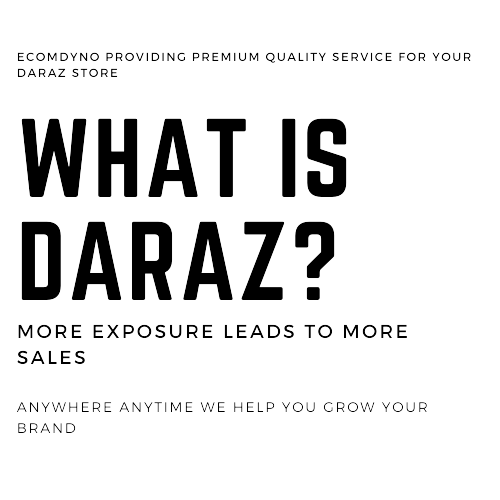 ECOMDYNO PROVIDING PREMIUM QUALITY SERVICE FOR YOUR
DARAZ STORE
WHAT IS
DARAZ?
MORE EXPOSURE LEADS TO MORE
SALES
ANYWHERE ANYTIME WE HELP YOU GROW YOUR
BRAND